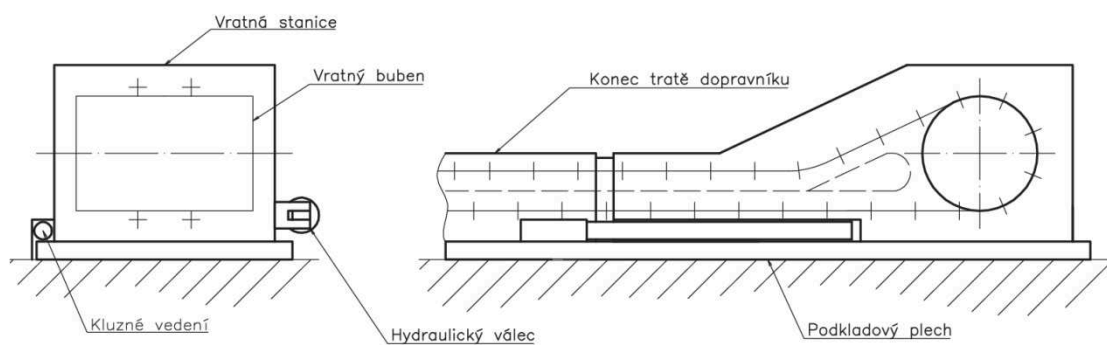 Vratná stanice
Vratný buben
Konec tratě dopravníku
Kluzné vedení
Hydraulický válec
Podkladový plech